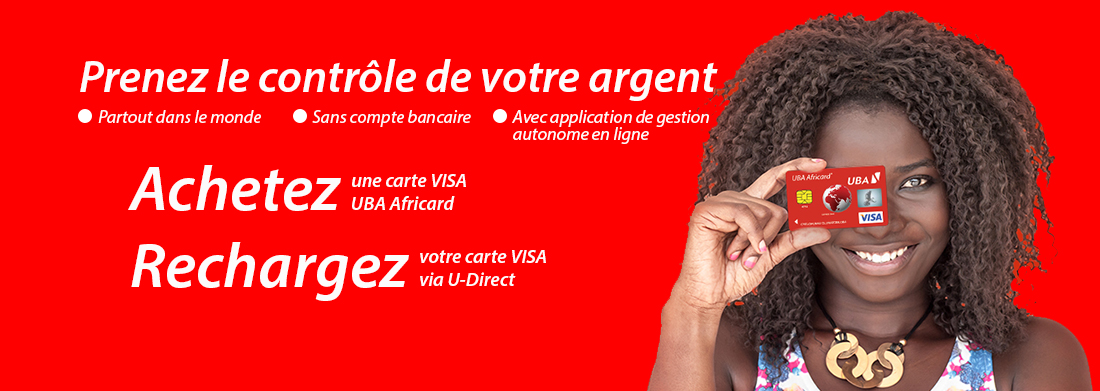 Prenez le contrôle de votre argent
Partout dans le monde
Sans compte bancaire
Avec application de gestion
autonome en ligne
Achetez
une carte VISA
UBA Africard
Rechargez
votre carte VISA
via U-Direct
UBA Africard
UBA
VISA